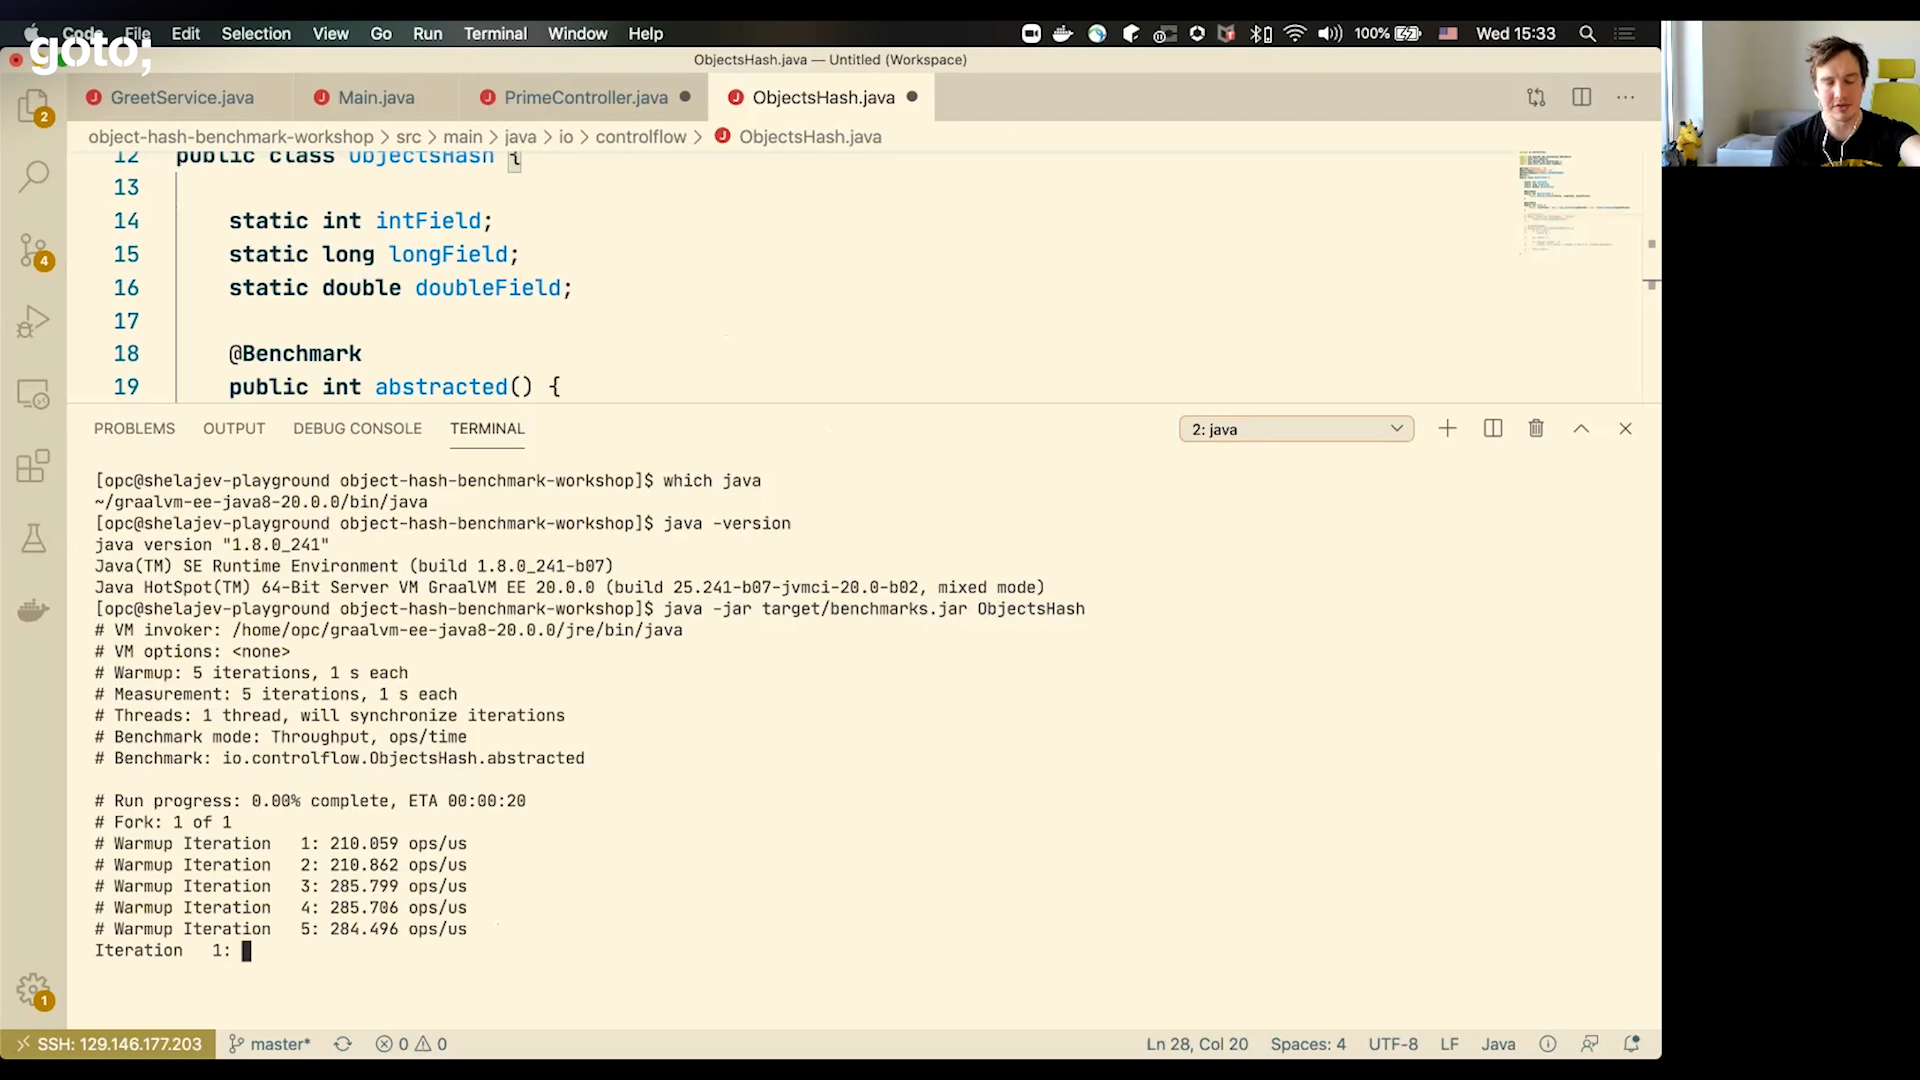 goto;
Code File Edit Selection View Go Run Terminal Window Help 100% Wed 15:33
ObjectsHash.java — Untitled (Workspace)
GreetService.java Main.java PrimeController.java ObjectsHash.java
object-hash-benchmark-workshop > src > main > java > io > controlflow > ObjectsHash.java
12 public class ObjectsHash {
13
14 static int intField;
15 static long longField;
16 static double doubleField;
17
18 @Benchmark
19 public int abstracted() {
PROBLEMS OUTPUT DEBUG CONSOLE TERMINAL 2: java
[opc@shelajev-playground object-hash-benchmark-workshop]$ which java
~/graalvm-ee-java8-20.0.0/bin/java
[opc@shelajev-playground object-hash-benchmark-workshop]$ java -version
java version "1.8.0_241"
Java(TM) SE Runtime Environment (build 1.8.0_241-b07)
Java HotSpot(TM) 64-Bit Server VM GraalVM EE 20.0.0 (build 25.241-b07-jvmci-20.0-b02, mixed mode)
[opc@shelajev-playground object-hash-benchmark-workshop]$ java -jar target/benchmarks.jar ObjectsHash
# VM invoker: /home/opc/graalvm-ee-java8-20.0.0/jre/bin/java
# VM options: <none>
# Warmup: 5 iterations, 1 s each
# Measurement: 5 iterations, 1 s each
# Threads: 1 thread, will synchronize iterations
# Benchmark mode: Throughput, ops/time
# Benchmark: io.controlflow.ObjectsHash.abstracted
# Run progress: 0.00% complete, ETA 00:00:20
# Fork: 1 of 1
# Warmup Iteration 1: 210.059 ops/us
# Warmup Iteration 2: 210.862 ops/us
# Warmup Iteration 3: 285.799 ops/us
# Warmup Iteration 4: 285.706 ops/us
# Warmup Iteration 5: 284.496 ops/us
Iteration 1:
2
4
1
SSH: 129.146.177.203 master* 0 0 Ln 28, Col 20 Spaces: 4 UTF-8 LF Java